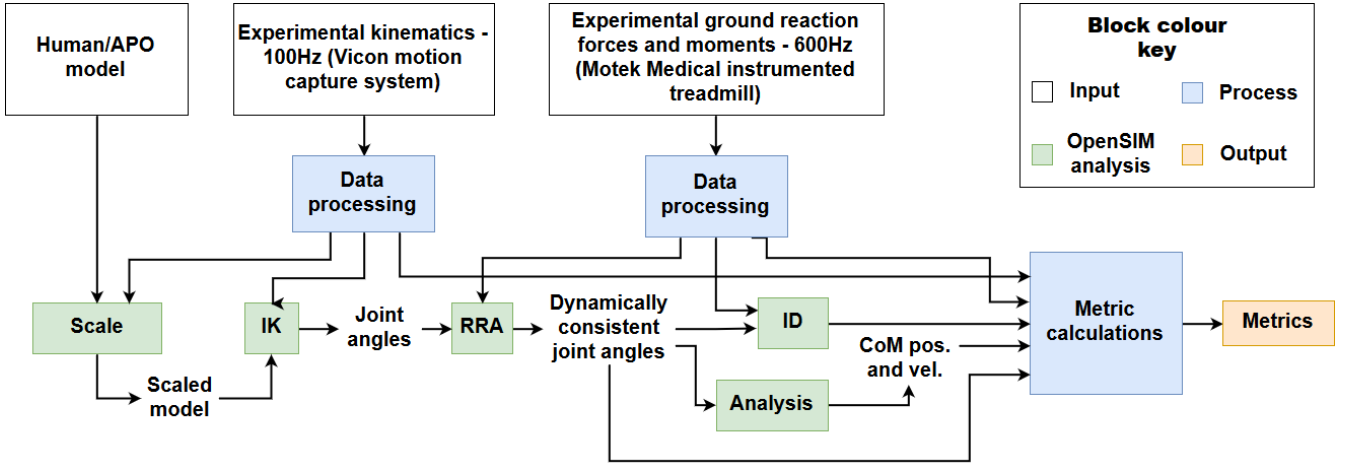 Human/APO
model
Experimental kinematics -
100Hz (Vicon motion
capture system)
Experimental ground reaction
forces and moments - 600Hz
(Motek Medical instrumented
treadmill)
Block colour
key
Input
Process
OpenSIM
analysis
Output
Data
processing
Data
processing
Scale
IK
Joint
angles
RRA
Dynamically
consistent
joint angles
ID
CoM pos.
and vel.
Metric
calculations
Metrics
Scaled
model
Analysis